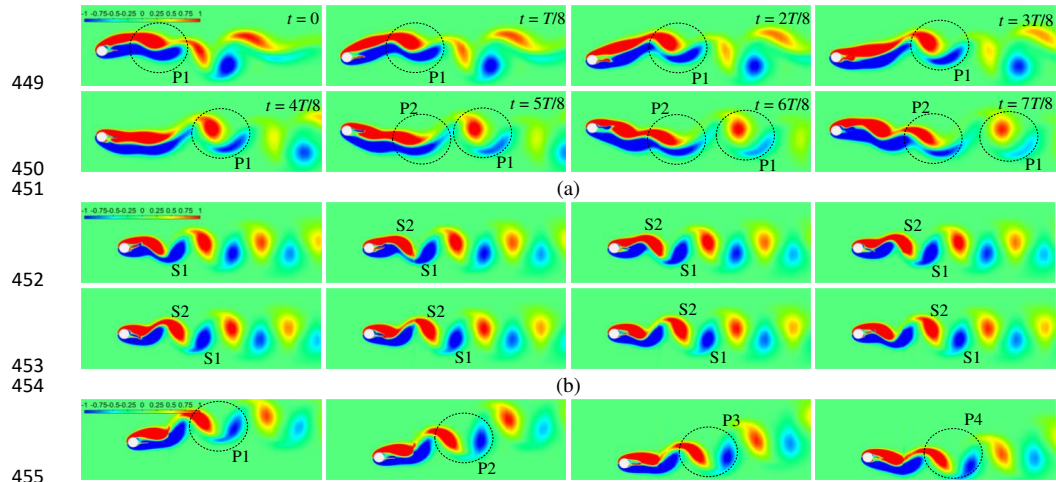 -1 -0.75-0.5-0.25 0 0.25 0.5 0.75 1
t = 0 t = T/8 t = 2T/8 t = 3T/8
449 P1 P1 P1 P1
t = 4T/8 P2 t = 5T/8 P2 t = 6T/8 P2 t = 7T/8
450 P1 P1 P1 P1
451 (a)
-1 -0.75-0.5-0.25 0 0.25 0.5 0.75 1
S2 S2 S2
452 S1 S1 S1 S1
S2 S2 S2 S2
453 S1 S1 S1 S1
454 (b)
-1 -0.75-0.5-0.25 0 0.25 0.5 0.75 1
P3 P4
P1 P2
455